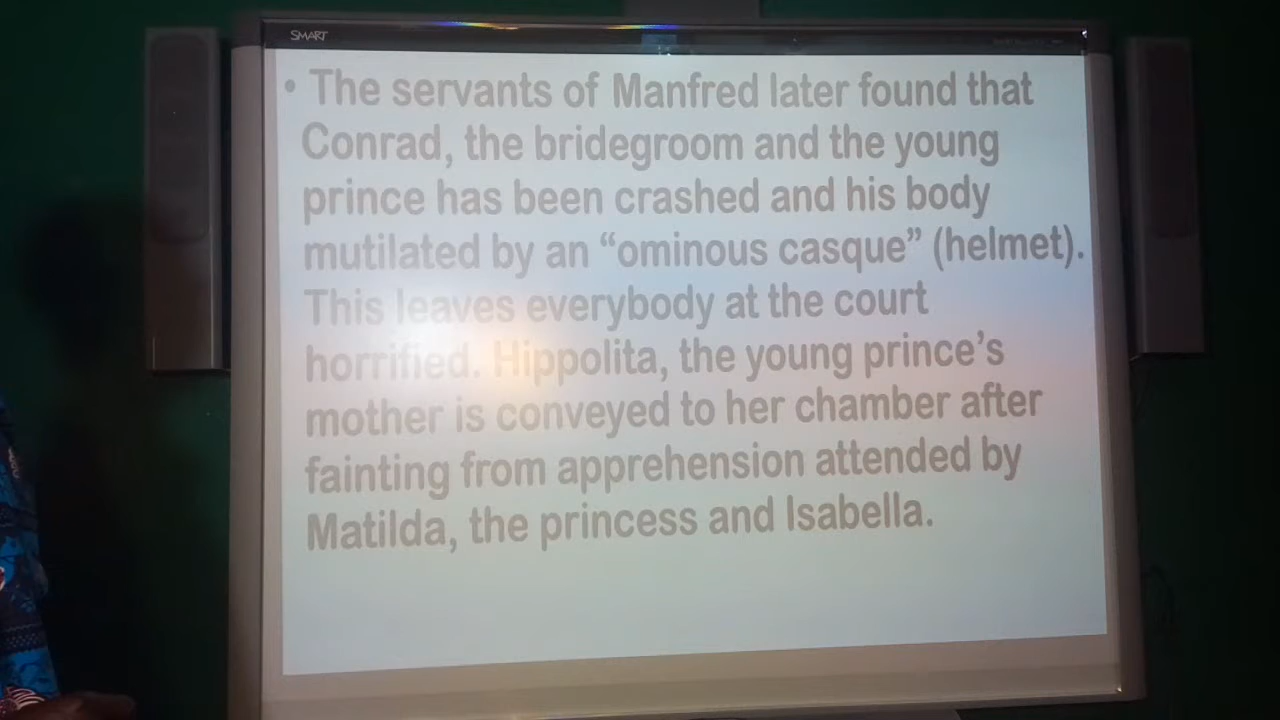 SMART
• The servants of Manfred later found that
Conrad, the bridegroom and the young
prince has been crashed and his body
mutilated by an “ominous casque” (helmet).
This leaves everybody at the court
horrified. Hippolita, the young prince’s
mother is conveyed to her chamber after
fainting from apprehension attended by
Matilda, the princess and Isabella.